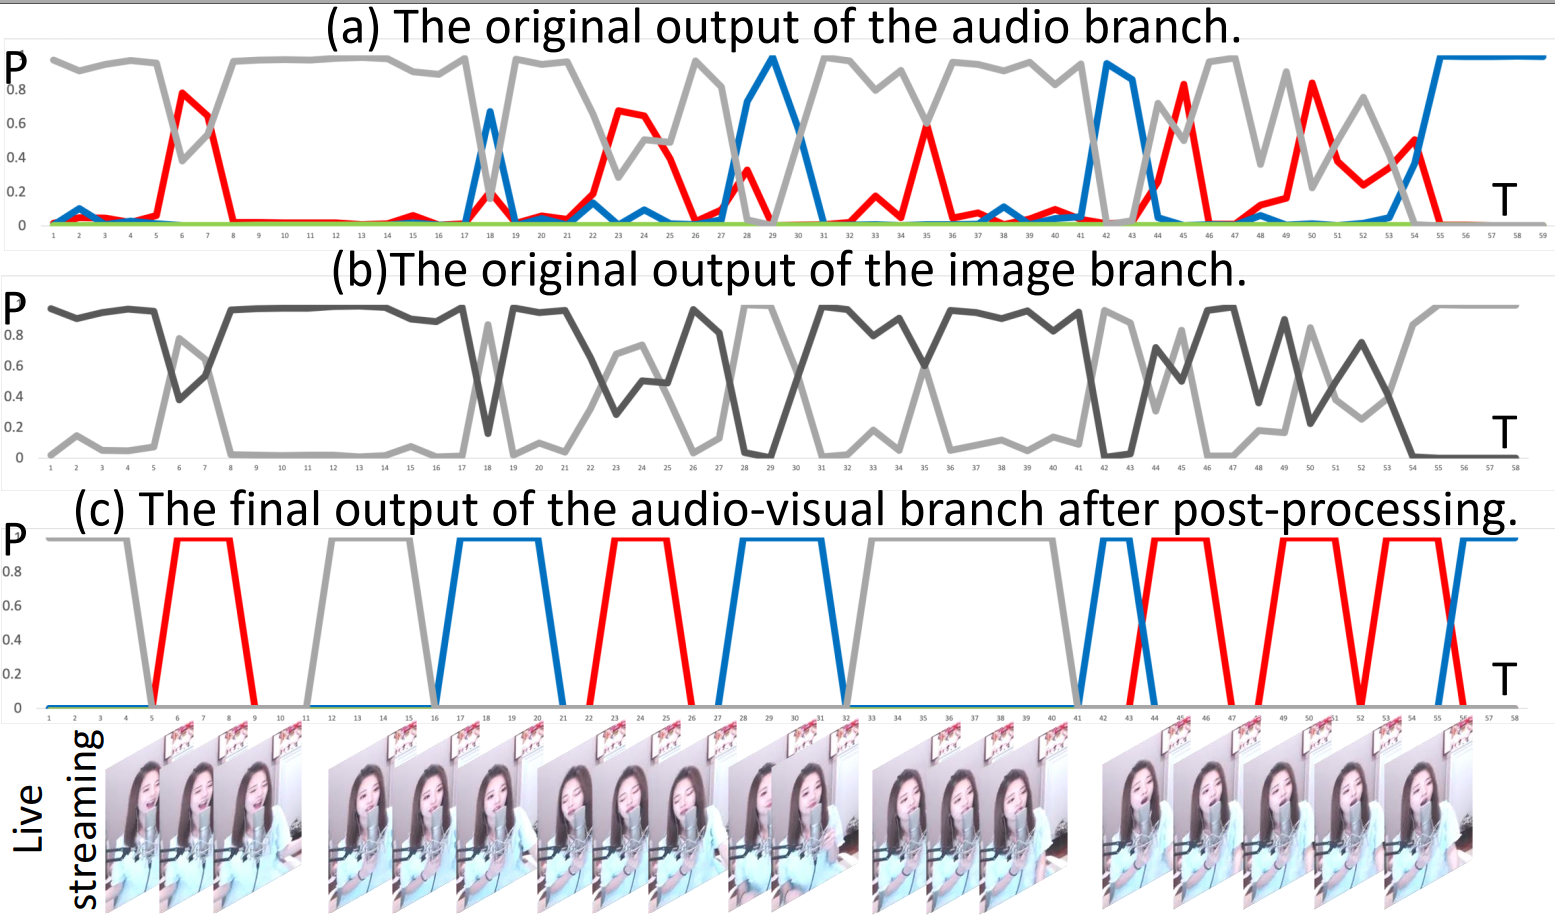 (a) The original output of the audio branch.
P
1
0.8
0.6
0.4
0.2
0
T
1 2 3 4 5 6 7 8 9 10 11 12 13 14 15 16 17 18 19 20 21 22 23 24 25 26 27 28 29 30 31 32 33 34 35 36 37 38 39 40 41 42 43 44 45 46 47 48 49 50 51 52 53 54 55 56 57 58 59
(b)The original output of the image branch.
P
1
0.8
0.6
0.4
0.2
0
T
1 2 3 4 5 6 7 8 9 10 11 12 13 14 15 16 17 18 19 20 21 22 23 24 25 26 27 28 29 30 31 32 33 34 35 36 37 38 39 40 41 42 43 44 45 46 47 48 49 50 51 52 53 54 55 56 57 58
(c) The final output of the audio-visual branch after post-processing.
P
1
0.8
0.6
0.4
0.2
0
T
1 2 3 4 5 6 7 8 9 10 11 12 13 14 15 16 17 18 19 20 21 22 23 24 25 26 27 28 29 30 31 32 33 34 35 36 37 38 39 40 41 42 43 44 45 46 47 48 49 50 51 52 53 54 55 56 57 58
Live
streaming